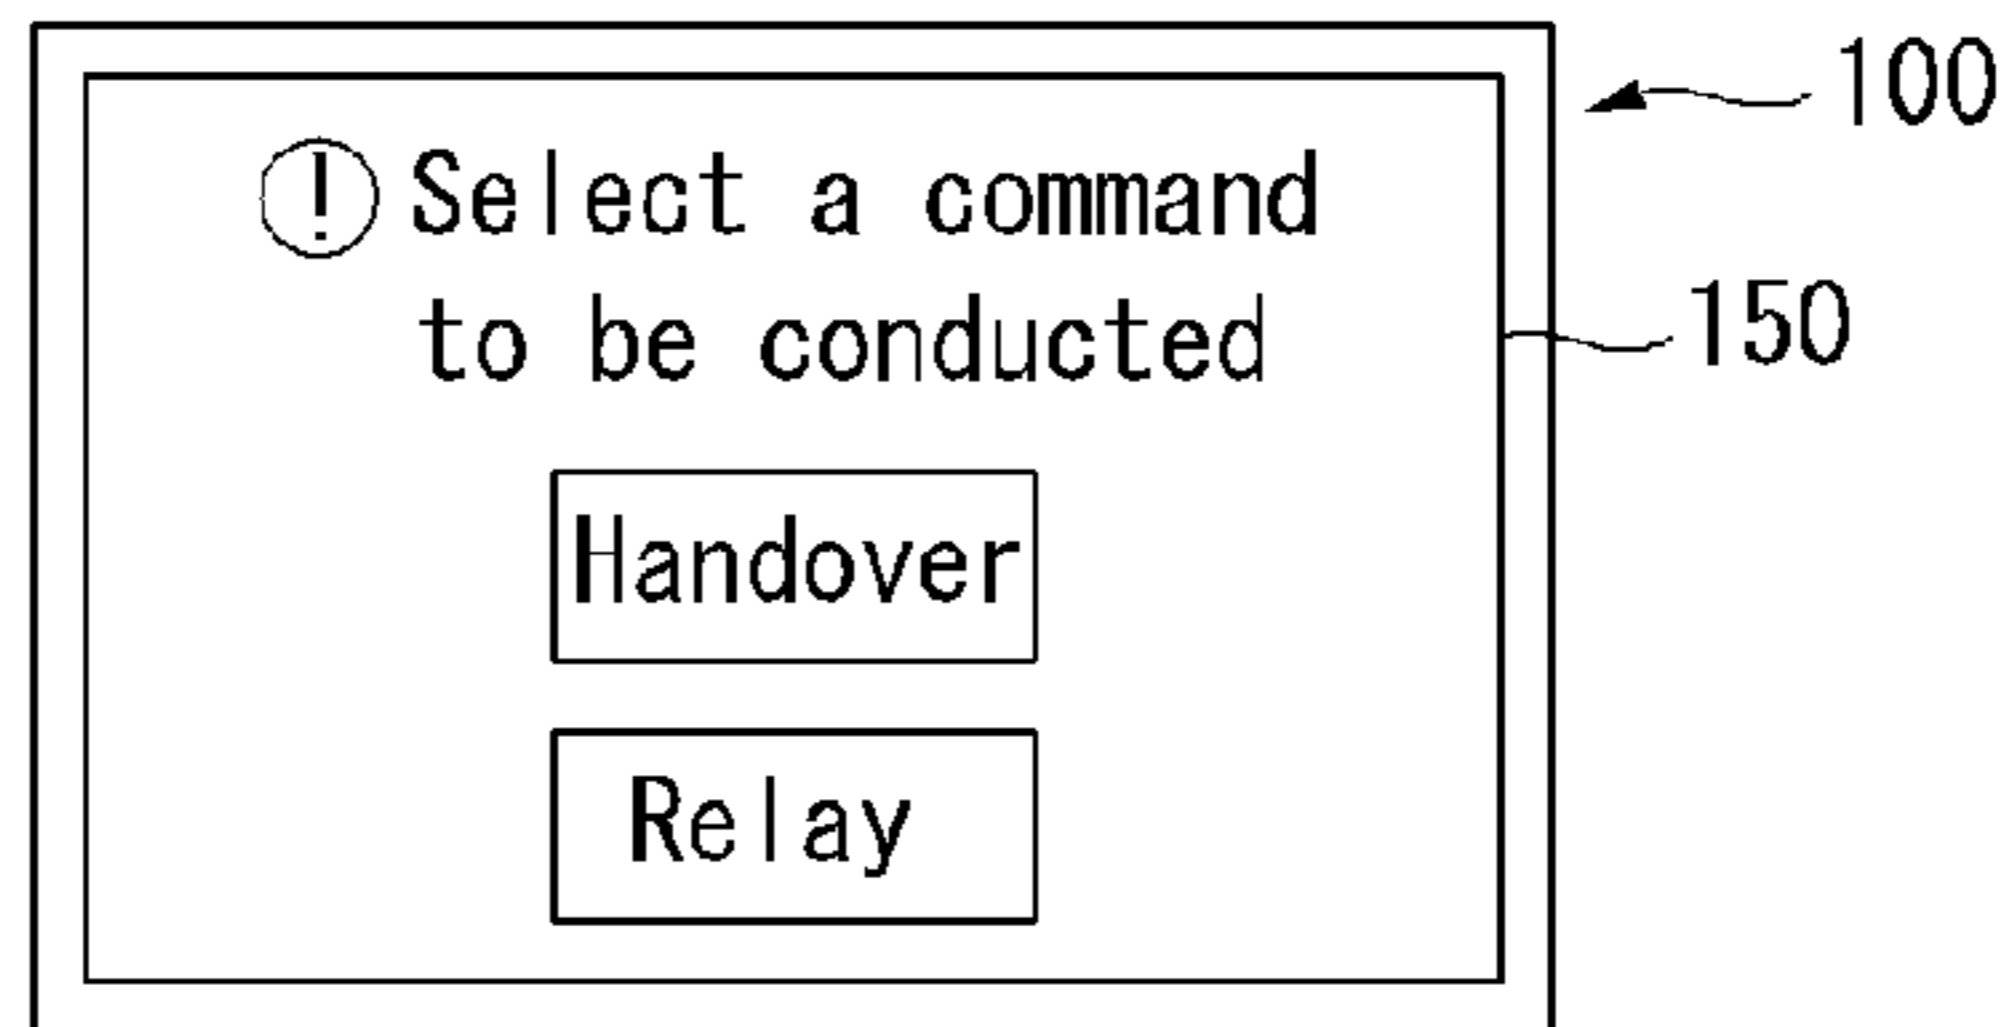 100
! Select a command
to be conducted
150
Handover
Relay